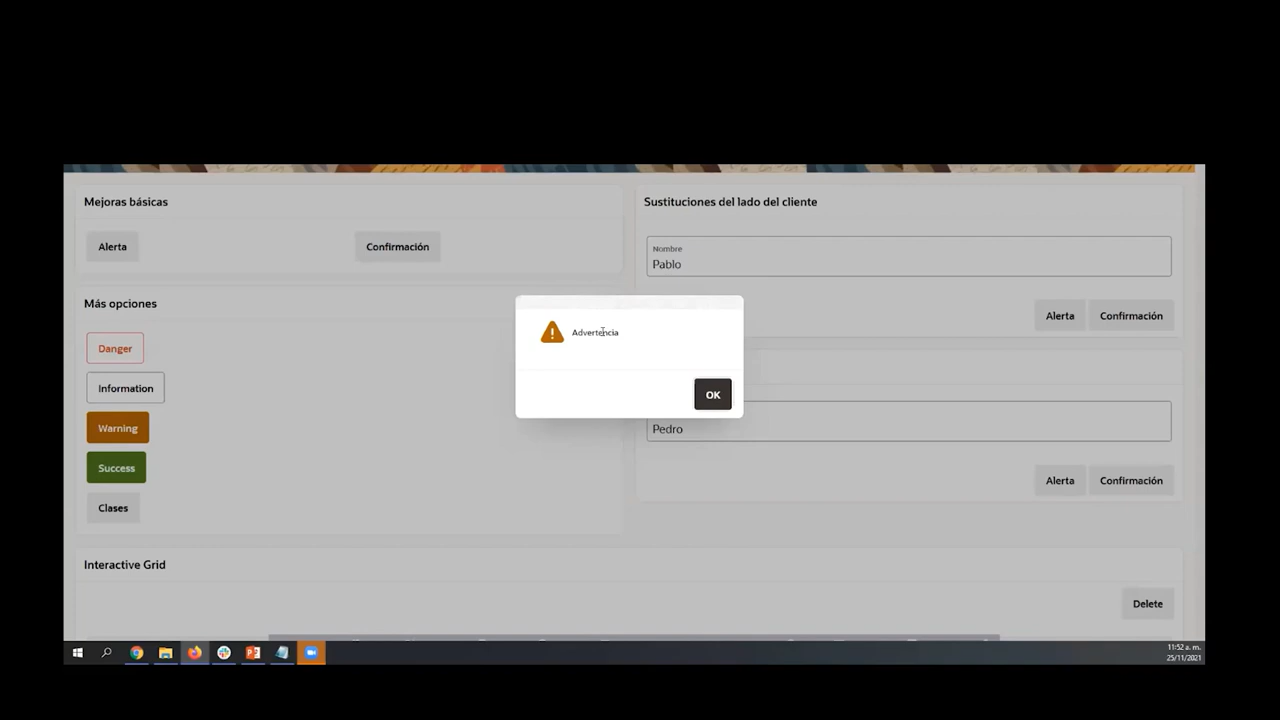 Mejoras básicas
Alerta
Confirmación
Más opciones
Danger
Information
Warning
Success
Clases
Sustituciones del lado del cliente
Nombre
Pablo
Alerta
Confirmación
Advertencia
OK
Pedro
Alerta
Confirmación
Interactive Grid
Delete
11:52 a. m.
25/11/2021